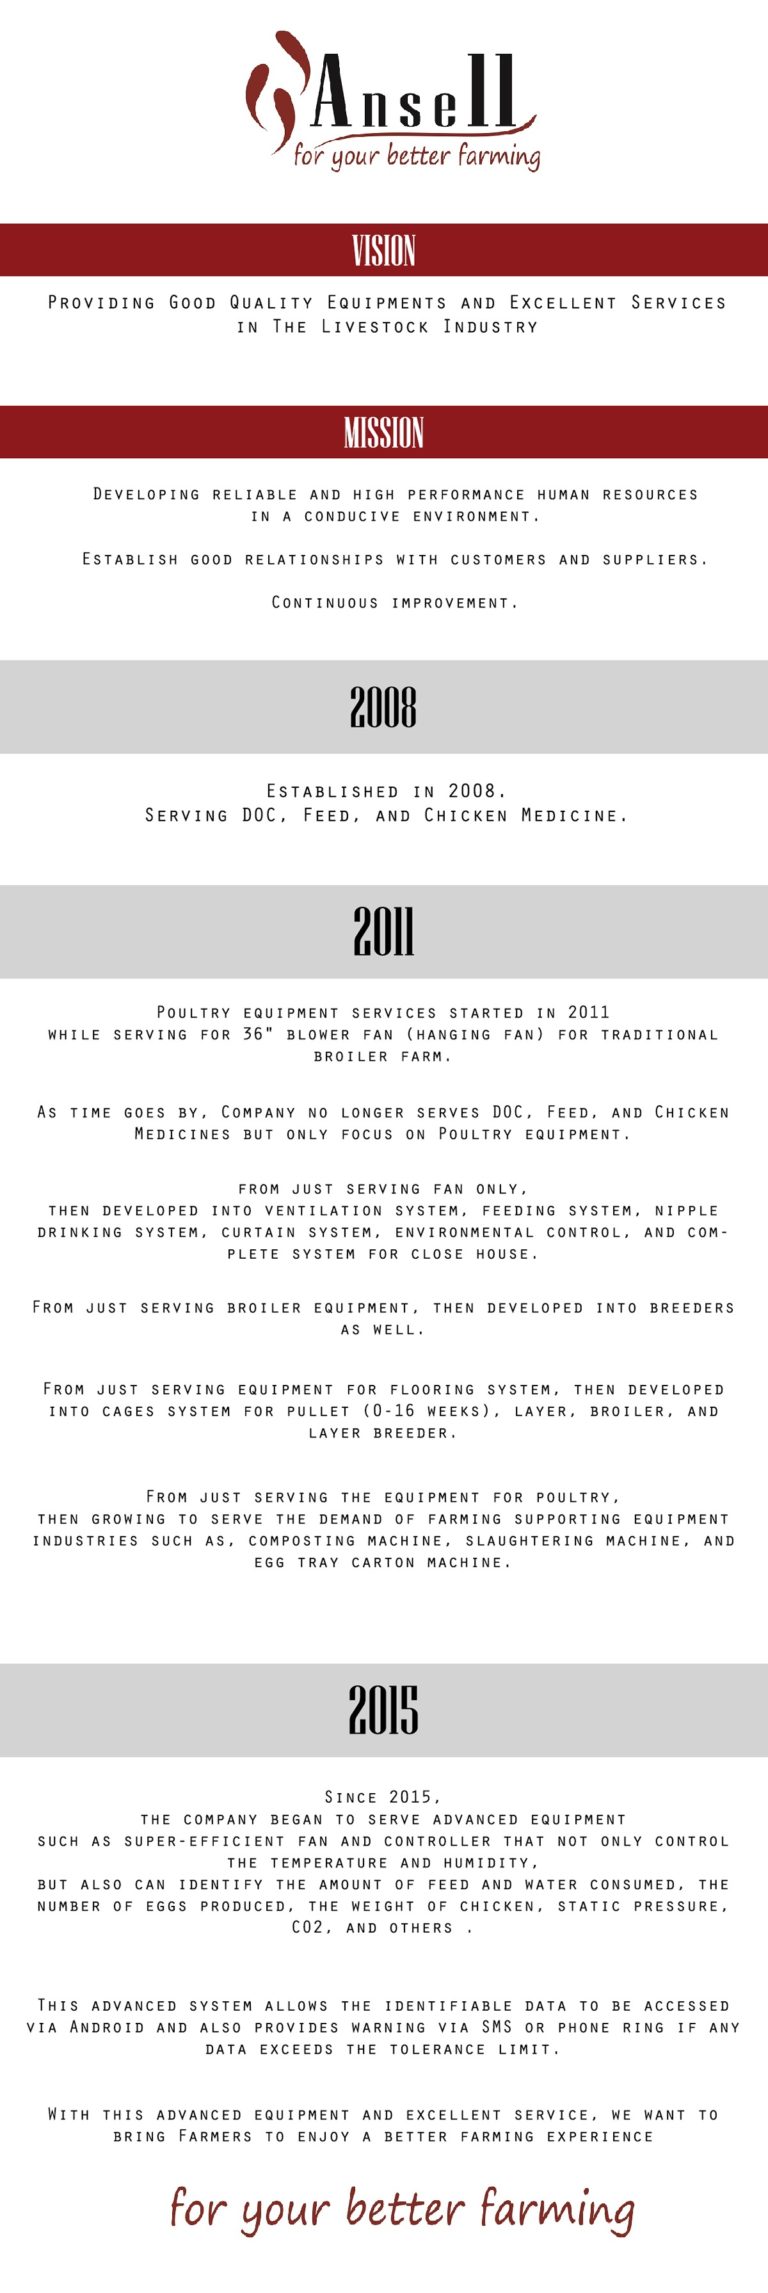 Ansell
for your better farming
VISION
Providing Good Quality Equipments and Excellent Services
in The Livestock Industry
MISSION
Developing reliable and high performance human resources
in a conducive environment.
Establish good relationships with customers and suppliers.
Continuous improvement.
2008
Established in 2008.
Serving DOC, Feed, and Chicken Medicine.
2011
Poultry equipment services started in 2011
while serving for 36" blower fan (hanging fan) for traditional
broiler farm.
As time goes by, Company no longer serves DOC, Feed, and Chicken
Medicines but only focus on Poultry equipment.
from just serving fan only,
then developed into ventilation system, feeding system, nipple
drinking system, curtain system, environmental control, and com-
plete system for close house.
From just serving broiler equipment, then developed into breeders
as well.
From just serving equipment for flooring system, then developed
into cages system for pullet (0-16 weeks), layer, broiler, and
layer breeder.
From just serving the equipment for poultry,
then growing to serve the demand of farming supporting equipment
industries such as, composting machine, slaughtering machine, and
egg tray carton machine.
2015
Since 2015,
the company began to serve advanced equipment
such as super-efficient fan and controller that not only control
the temperature and humidity,
but also can identify the amount of feed and water consumed, the
number of eggs produced, the weight of chicken, static pressure,
CO2, and others .
This advanced system allows the identifiable data to be accessed
via Android and also provides warning via SMS or phone ring if any
data exceeds the tolerance limit.
With this advanced equipment and excellent service, we want to
bring Farmers to enjoy a better farming experience
for your better farming